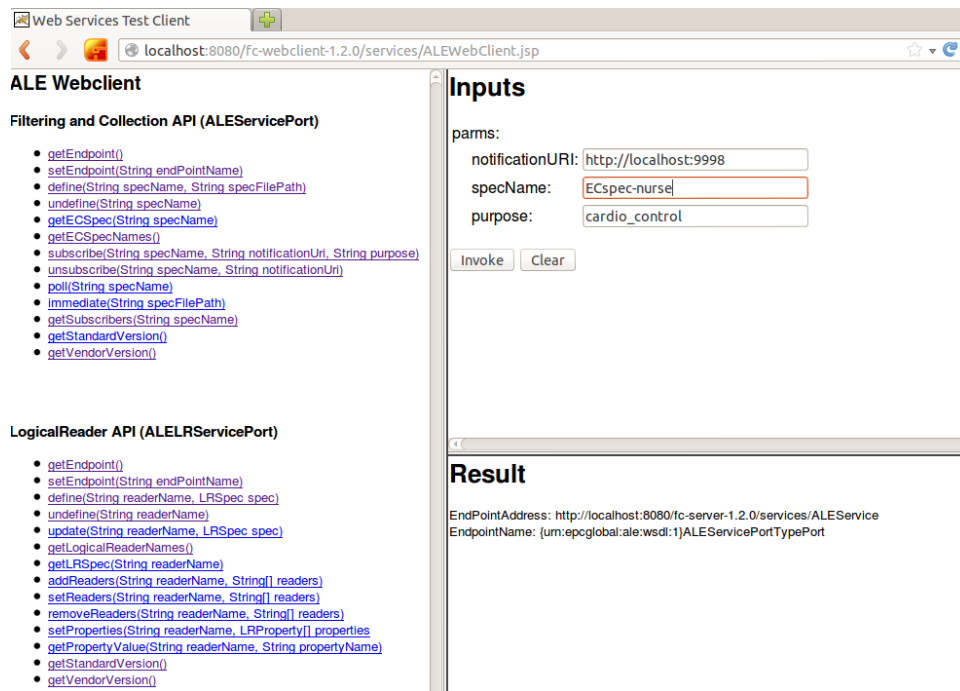 Web Services Test Client
localhost:8080/fc-webclient-1.2.0/services/ALEWebClient.jsp
ALE Webclient
Filtering and Collection API (ALEServicePort)
getEndpoint()
setEndpoint(String endPointName)
define(String specName, String specFilePath)
undefine(String specName)
getECSpec(String specName)
getECSpecNames()
subscribe(String specName, String notificationUri, String purpose)
unsubscribe(String specName, String notificationUri)
poll(String specName)
immediate(String specFilePath)
getSubscribers(String specName)
getStandardVersion()
getVendorVersion()
LogicalReader API (ALELRServicePort)
getEndpoint()
setEndpoint(String endPointName)
define(String readerName, LRSpec spec)
undefine(String readerName)
update(String readerName, LRSpec spec)
getLogicalReaderNames()
getLRSpec(String readerName)
addReaders(String readerName, String[] readers)
setReaders(String readerName, String[] readers)
removeReaders(String readerName, String[] readers)
setProperties(String readerName, LRProperty[] properties
getPropertyValue(String readerName, String propertyName)
getStandardVersion()
getVendorVersion()
Inputs
parms:
notificationURI: http://localhost:9998
specName: ECspec-nurse
purpose: cardio_control
Invoke Clear
Result
EndPointAddress: http://localhost:8080/fc-server-1.2.0/services/ALEService
EndpointName: {urn:epcglobal:ale:wsdl:1}ALEServicePortTypePort